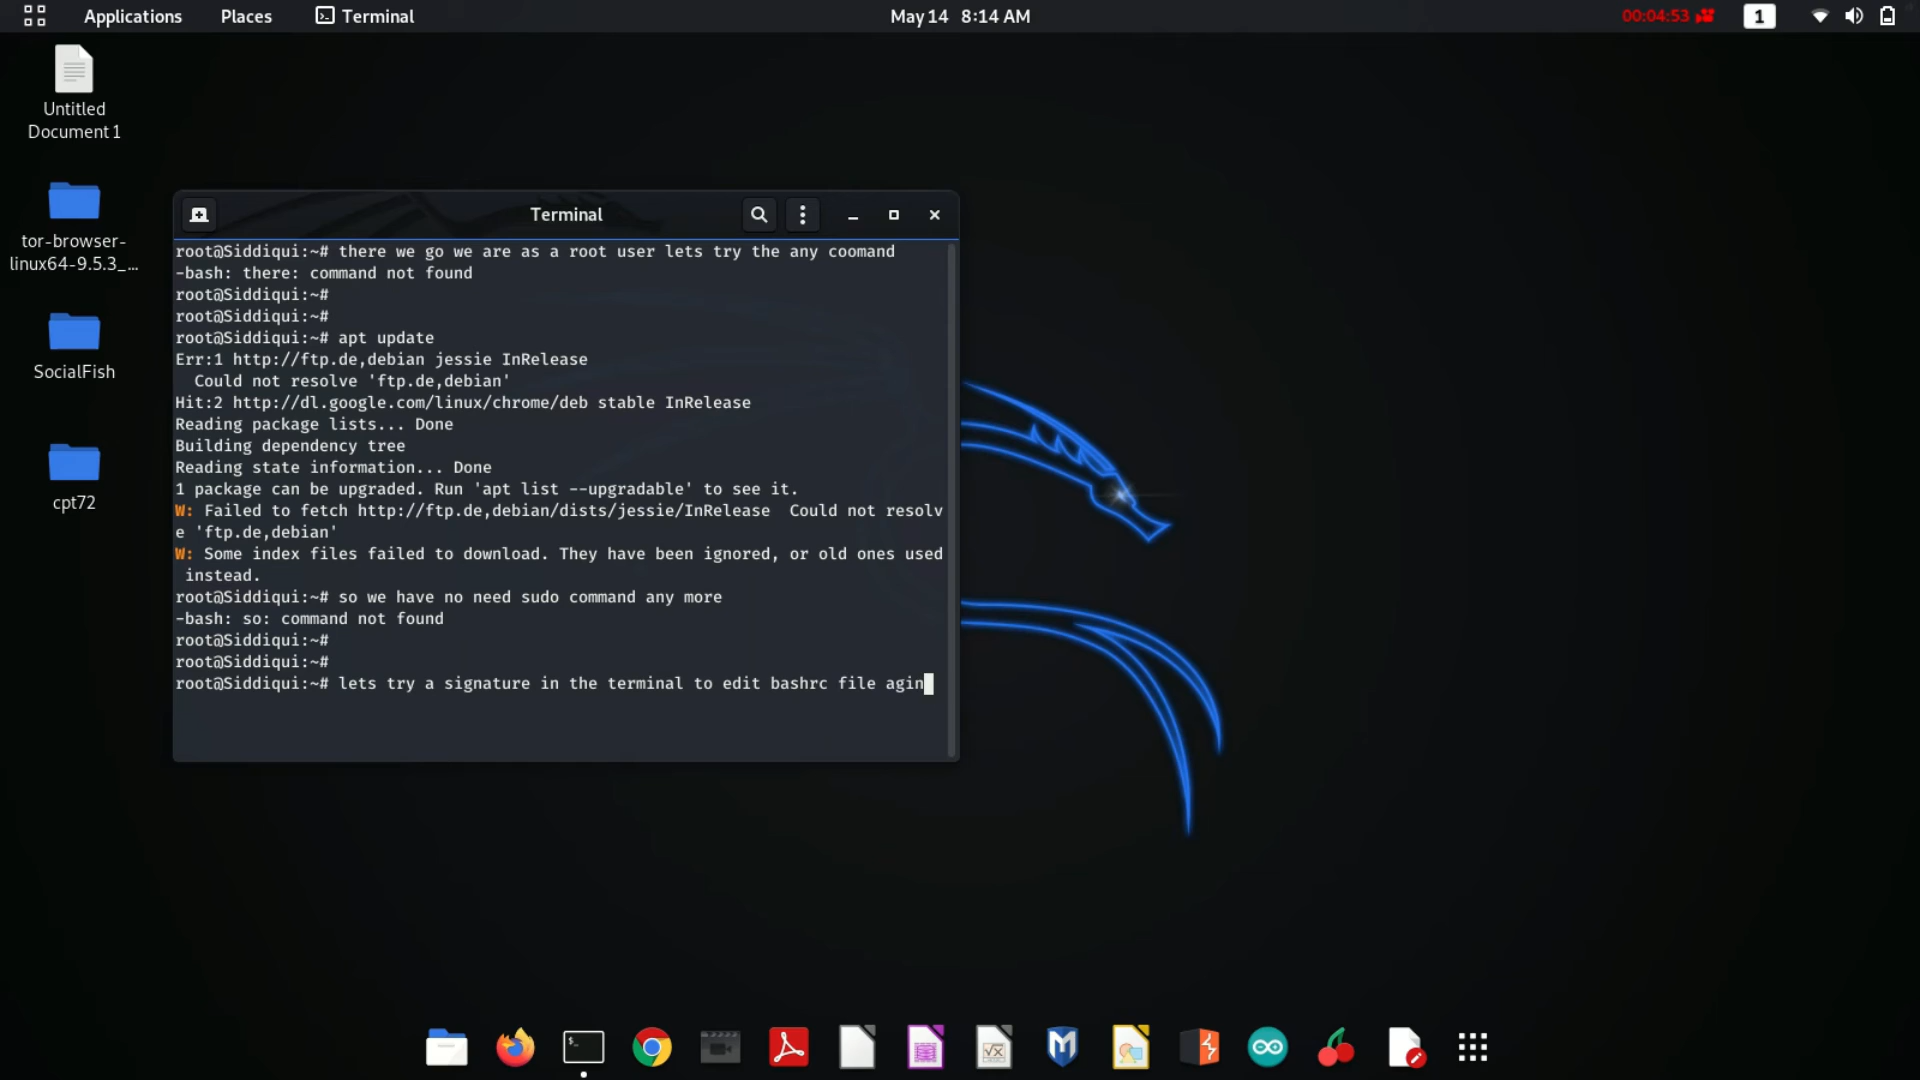 Applications Places Terminal May 14 8:14 AM 00:04:53 1
Untitled
Document 1
tor-browser-
linux64-9.5.3_...
SocialFish
cpt72
Terminal
root@Siddiqui:~# there we go we are as a root user lets try the any coomand
-bash: there: command not found
root@Siddiqui:~#
root@Siddiqui:~#
root@Siddiqui:~# apt update
Err:1 http://ftp.de,debian jessie InRelease
Could not resolve 'ftp.de,debian'
Hit:2 http://dl.google.com/linux/chrome/deb stable InRelease
Reading package lists... Done
Building dependency tree
Reading state information... Done
1 package can be upgraded. Run 'apt list --upgradable' to see it.
W: Failed to fetch http://ftp.de,debian/dists/jessie/InRelease  Could not resolv
e 'ftp.de,debian'
W: Some index files failed to download. They have been ignored, or old ones used
instead.
root@Siddiqui:~# so we have no need sudo command any more
-bash: so: command not found
root@Siddiqui:~#
root@Siddiqui:~#
root@Siddiqui:~# lets try a signature in the terminal to edit bashrc file agin